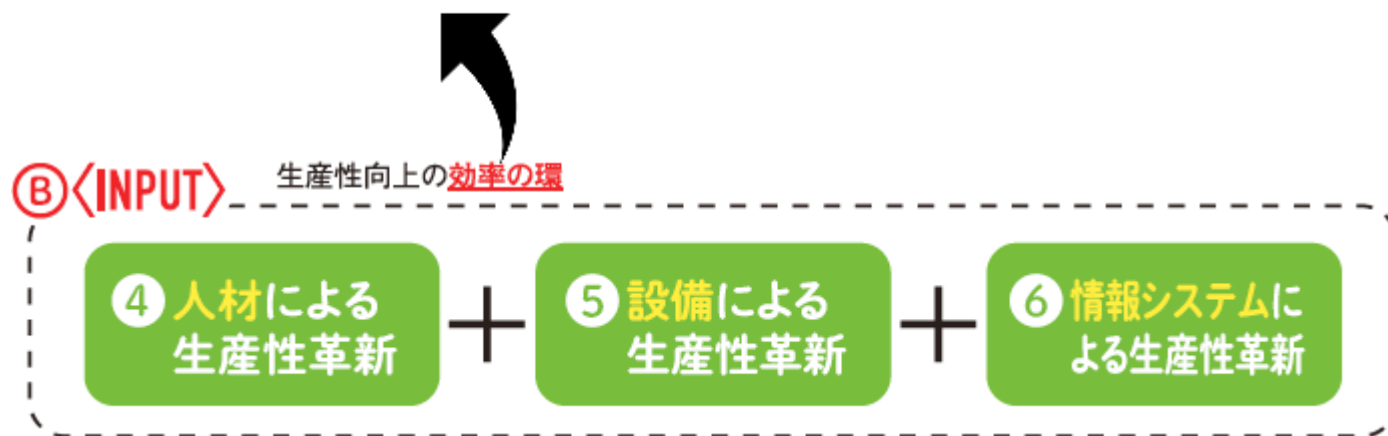 Ⓑ〈INPUT〉 生産性向上の効率の環
④ 人材による
生産性革新
+
⑤ 設備による
生産性革新
+
⑥ 情報システムに
よる生産性革新